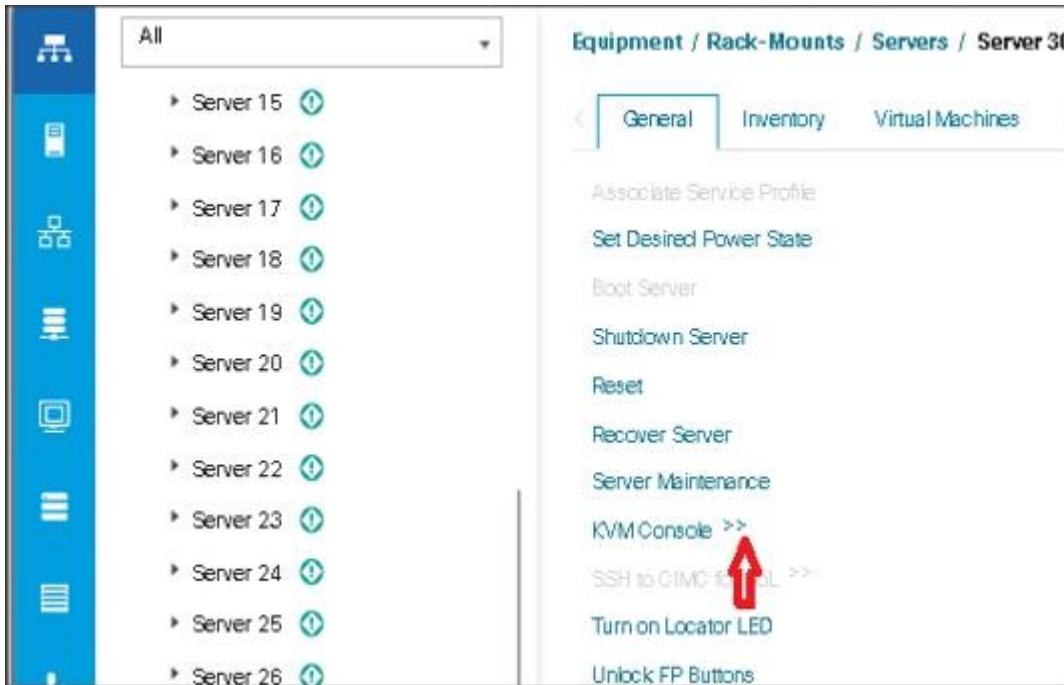 All
Server 15
Server 16
Server 17
Server 18
Server 19
Server 20
Server 21
Server 22
Server 23
Server 24
Server 25
Server 26
Equipment / Rack-Mounts / Servers / Server 30
General Inventory Virtual Machines
Associate Service Profile
Set Desired Power State
Boot Server
Shutdown Server
Reset
Recover Server
Server Maintenance
KVM Console >>
SSH to CIMC for SoL >>
Turn on Locator LED
Unlock FP Buttons